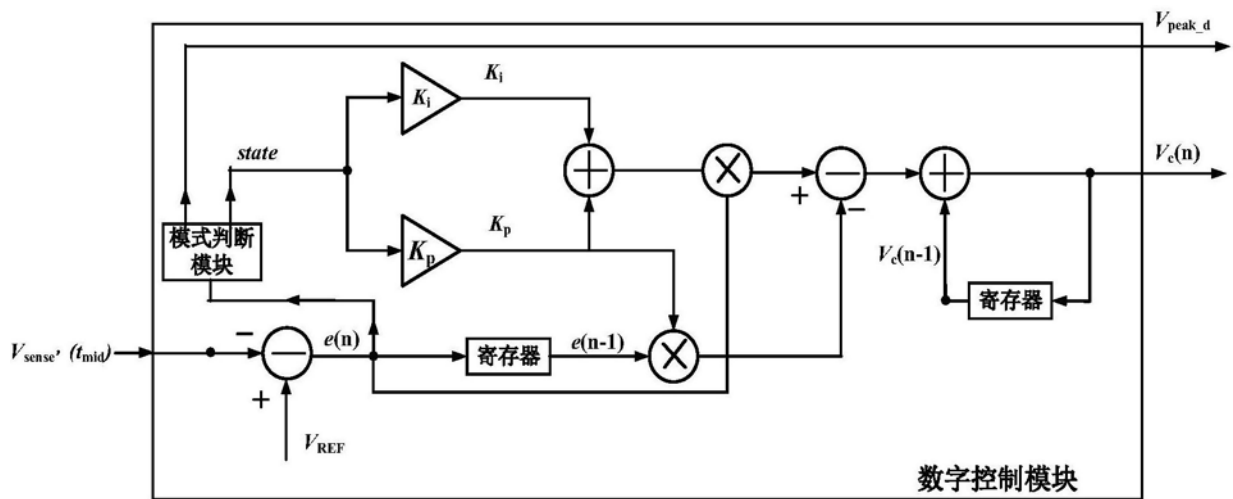 V_peak_d
K_i
K_i
state
V_c(n)
+
−
模式判断
模块
K_p
K_p
V_c(n-1)
寄存器
−
e(n)
寄存器
e(n-1)
V_sense' (t_mid)
+
V_REF
数字控制模块